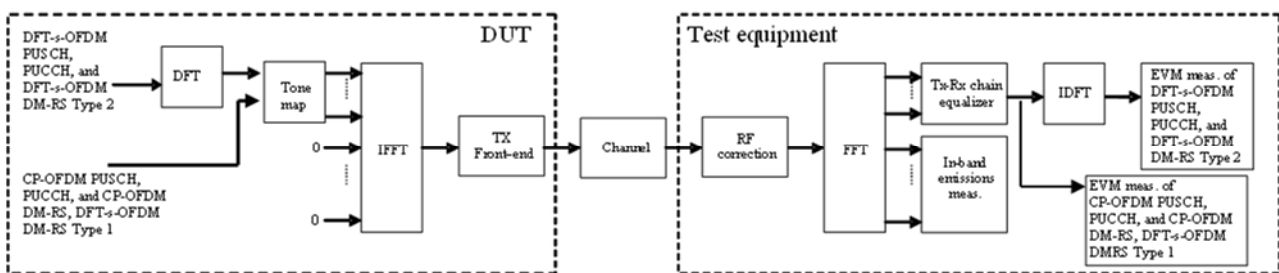 DUT
DFT-s-OFDM
PUSCH,
PUCCH, and
DFT-s-OFDM
DM-RS Type 2
DFT
Tone
map
0
0
IFFT
TX
Front-end
CP-OFDM PUSCH,
PUCCH, and CP-OFDM
DM-RS, DFT-s-OFDM
DM-RS Type 1
Channel
Test equipment
RF
correction
FFT
Tx-Rx chain
equalizer
In-band
emissions
meas.
IDFT
EVM meas. of
DFT-s-OFDM
PUSCH,
PUCCH, and
DFT-s-OFDM
DM-RS Type 2
EVM meas. of
CP-OFDM PUSCH,
PUCCH, and CP-OFDM
DM-RS, DFT-s-OFDM
DMRS Type 1